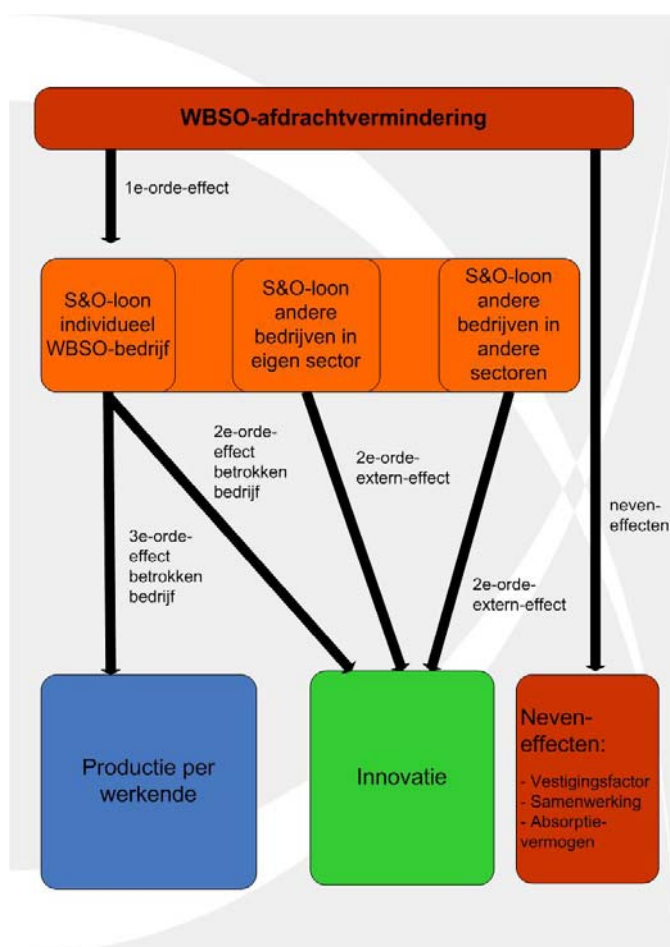 WBSO-afdrachtvermindering
1e-orde-effect
S&O-loon
individueel
WBSO-bedrijf
S&O-loon
andere
bedrijven in
eigen sector
S&O-loon
andere
bedrijven in
andere
sectoren
2e-orde-
effect
betrokken
bedrijf
2e-orde-
extern-effect
neven-
effecten
3e-orde-
effect
betrokken
bedrijf
2e-orde-
extern-effect
Productie per
werkende
Innovatie
Neven-
effecten:
- Vestigingsfactor
- Samenwerking
- Absorptie-
vermogen